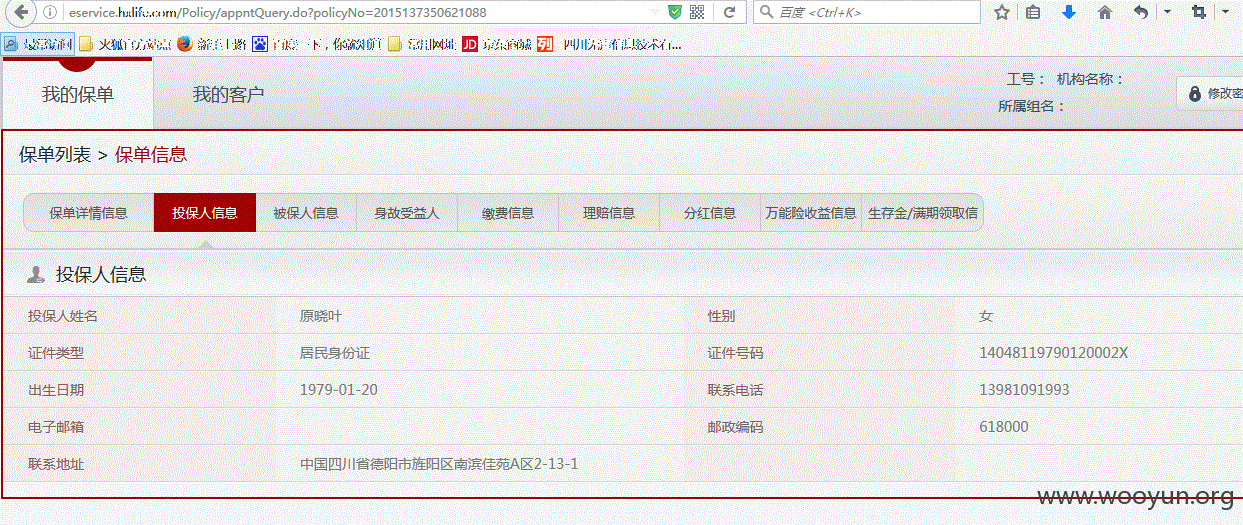 eservice.hxlife.com/Policy/appntQuery.do?policyNo=2015137350621088
百度 <Ctrl+K>
最常访问 火狐官方站点 新手上路 百度一下，你就知道 常用网址 JD 京东商城
我的保单 我的客户 工号： 机构名称：
所属组名： 修改密
保单列表 > 保单信息
保单详情信息 投保人信息 被保人信息 身故受益人 缴费信息 理赔信息 分红信息 万能险收益信息 生存金/满期领取信
投保人信息
投保人姓名 原晓叶 性别 女
证件类型 居民身份证 证件号码 14048119790120002X
出生日期 1979-01-20 联系电话 13981091993
电子邮箱 邮政编码 618000
联系地址 中国四川省德阳市旌阳区南滨佳苑A区2-13-1
www.wooyun.org